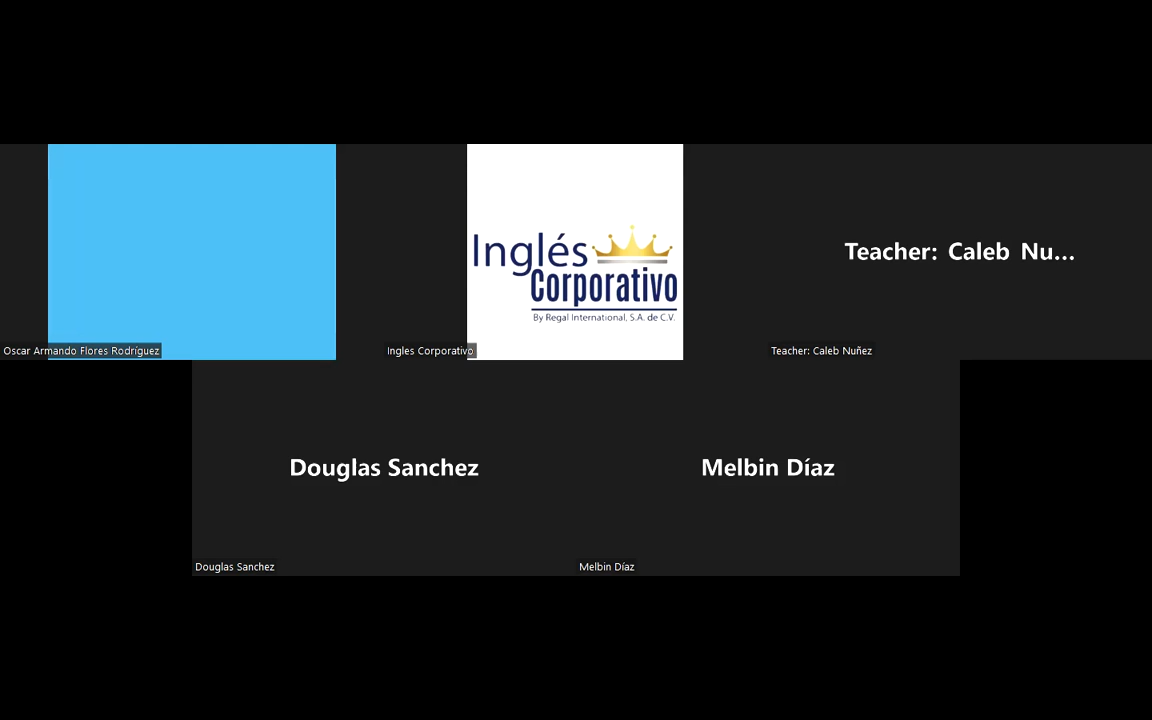 Inglés
Corporativo
By Regal International, S.A. de C.V.
Teacher: Caleb Nu...
Oscar Armando Flores Rodríguez
Ingles Corporativo
Teacher: Caleb Nuñez
Douglas Sanchez
Melbin Díaz
Douglas Sanchez
Melbin Díaz